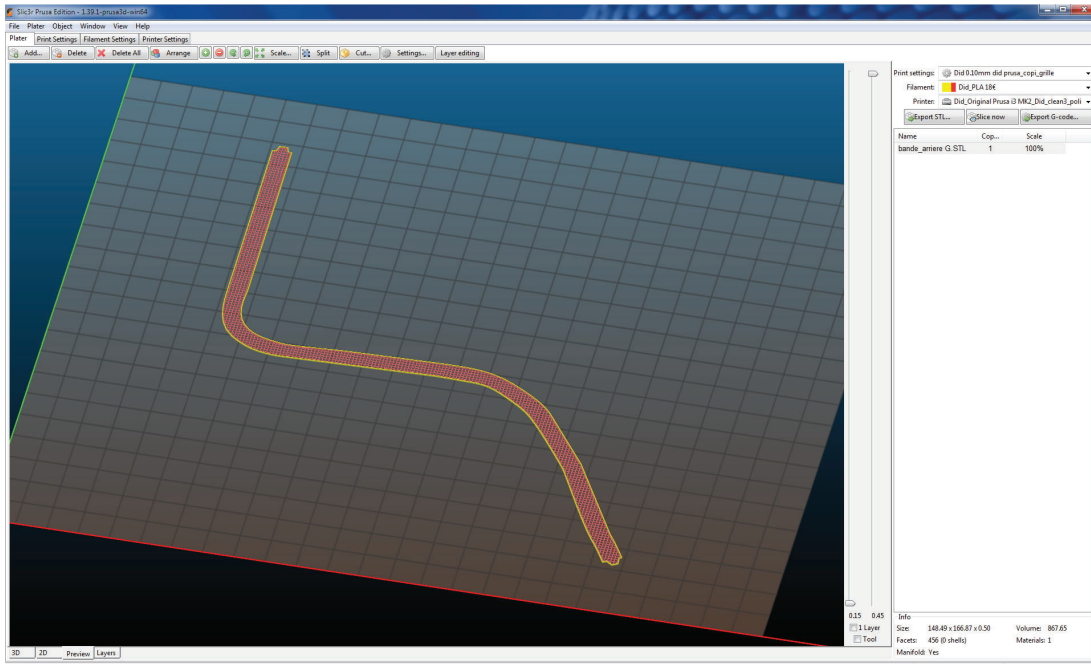 Slic3r Prusa Edition - 1.39.1-prusa3d-win64
File Plater Object Window View Help
Plater Print Settings Filament Settings Printer Settings
Add... Delete Delete All Arrange Scale... Split Cut... Settings... Layer editing
Print settings: Did 0.10mm did prusa_copi_grille
Filament: Did_PLA 18€
Printer: Did_Original Prusa i3 MK2_Did_clean3_poli
Export STL... Slice now Export G-code...
Name Cop... Scale
bande_arriere G.STL 1 100%
0.15 0.45
1 Layer
Tool
Info
Size: 148.49 x 166.87 x 0.50 Volume: 867.65
Facets: 456 (0 shells) Materials: 1
Manifold: Yes
3D 2D Preview Layers